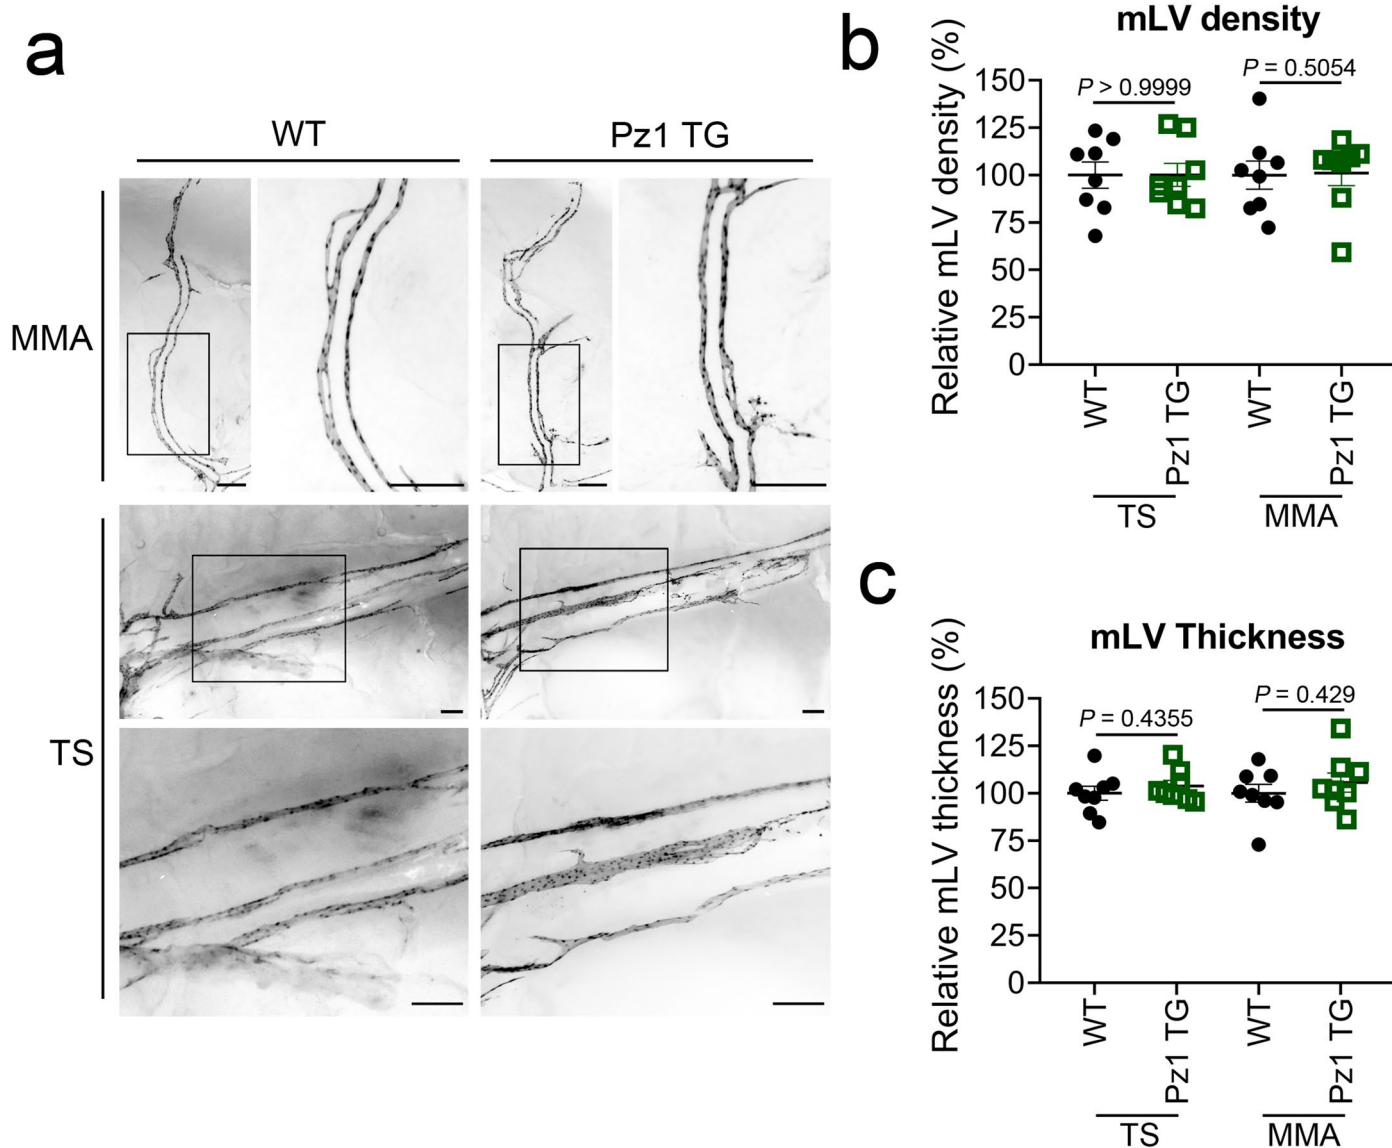 a
WT
Pz1 TG
MMA
TS
b
mLV density
Relative mLV density (%)
150
125
100
75
50
25
0
P > 0.9999
P = 0.5054
WT
Pz1 TG
WT
Pz1 TG
TS
MMA
c
mLV Thickness
Relative mLV thickness (%)
150
125
100
75
50
25
0
P = 0.4355
P = 0.429
WT
Pz1 TG
WT
Pz1 TG
TS
MMA